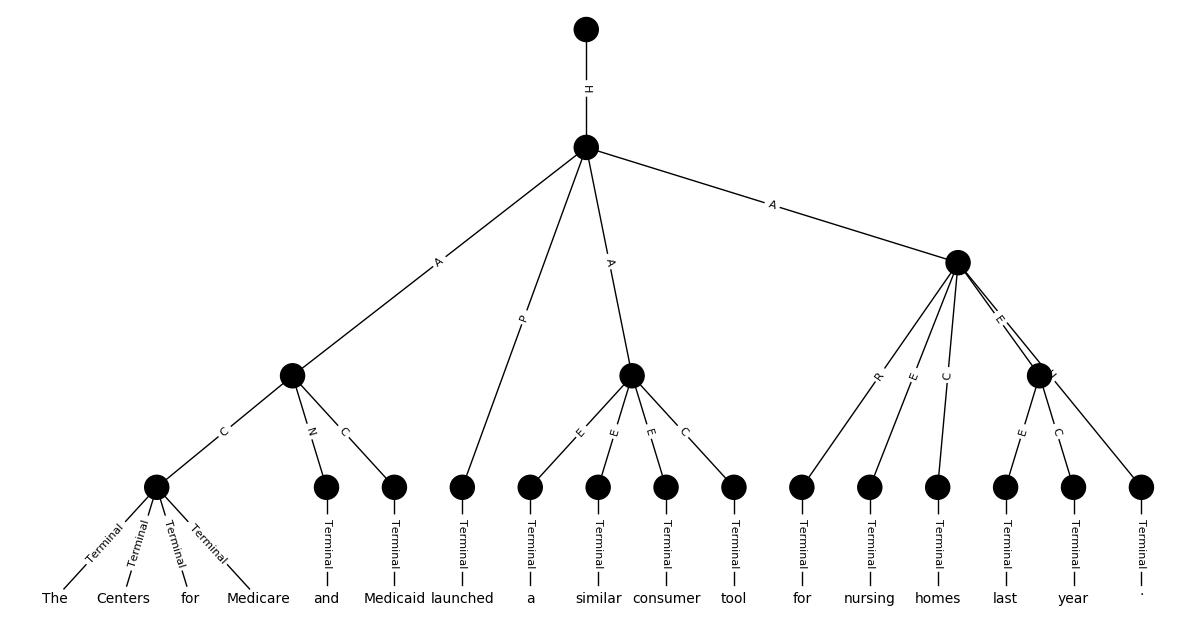 H
A
A
P
A
E
R
E
C
C
N
C
E
E
E
C
E
C
Terminal Terminal Terminal Terminal Terminal Terminal Terminal Terminal Terminal Terminal Terminal Terminal Terminal Terminal Terminal Terminal Terminal
The Centers for Medicare and Medicaid launched a similar consumer tool for nursing homes last year .